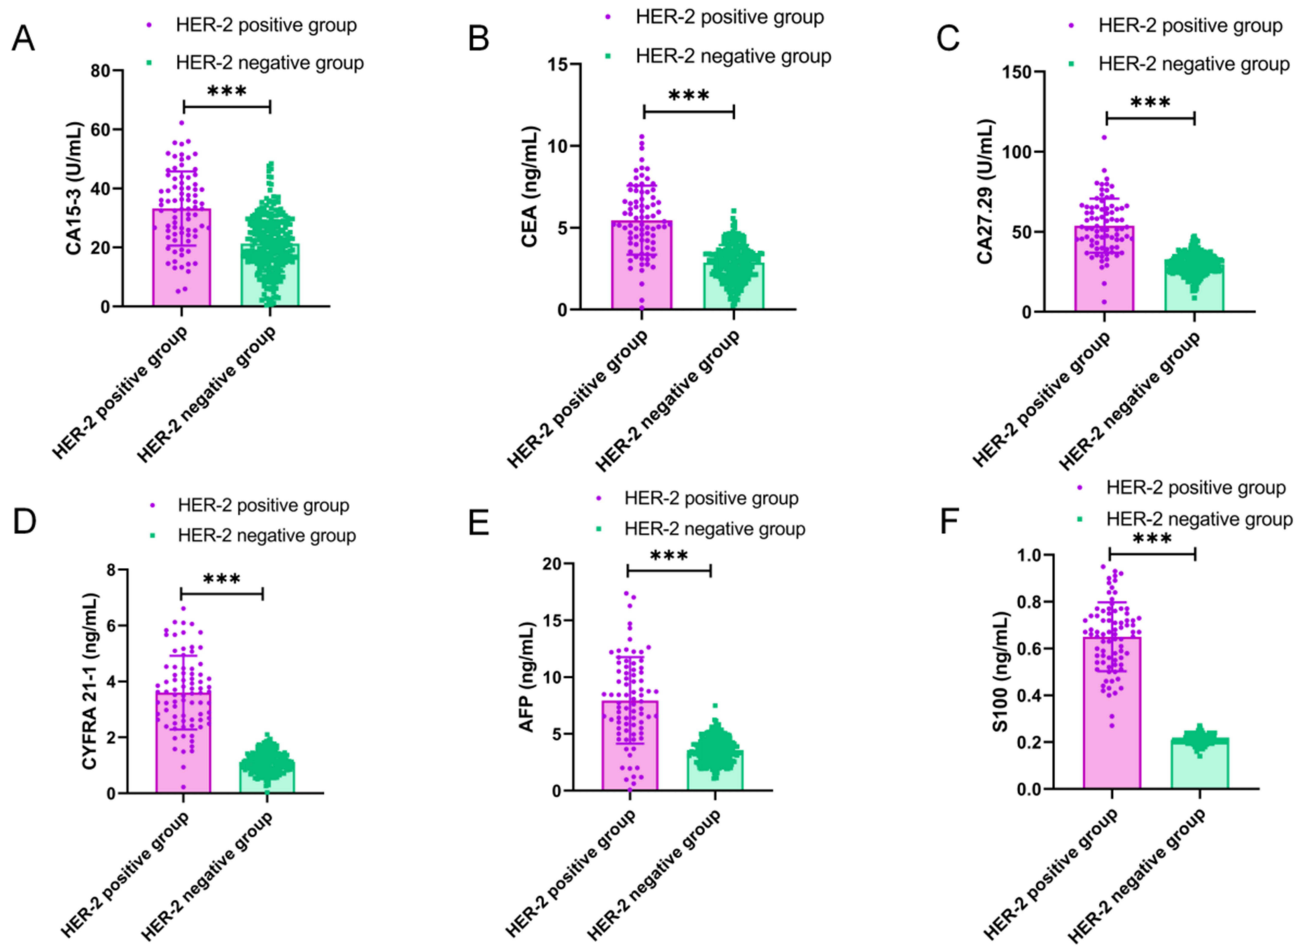 A
HER-2 positive group
HER-2 negative group
CA15-3 (U/mL)
80
60
40
20
0
***
HER-2 positive group
HER-2 negative group
B
HER-2 positive group
HER-2 negative group
CEA (ng/mL)
15
10
5
0
***
HER-2 positive group
HER-2 negative group
C
HER-2 positive group
HER-2 negative group
CA27.29 (U/mL)
150
100
50
0
***
HER-2 positive group
HER-2 negative group
D
HER-2 positive group
HER-2 negative group
CYFRA 21-1 (ng/mL)
8
6
4
2
0
***
HER-2 positive group
HER-2 negative group
E
HER-2 positive group
HER-2 negative group
AFP (ng/mL)
20
15
10
5
0
***
HER-2 positive group
HER-2 negative group
F
HER-2 positive group
HER-2 negative group
S100 (ng/mL)
1.0
0.8
0.6
0.4
0.2
0.0
***
HER-2 positive group
HER-2 negative group